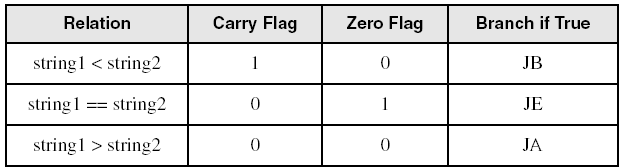 Relation Carry Flag Zero Flag Branch if True
string1 < string2 1 0 JB
string1 == string2 0 1 JE
string1 > string2 0 0 JA